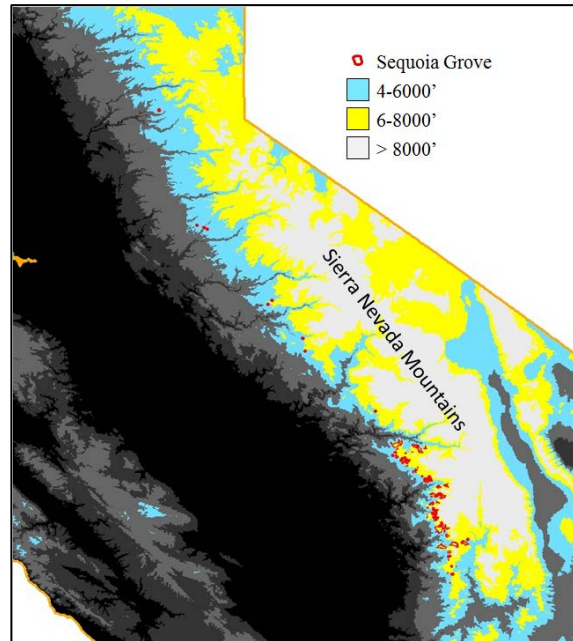 Sequoia Grove
4-6000’
6-8000’
> 8000’
Sierra Nevada Mountains